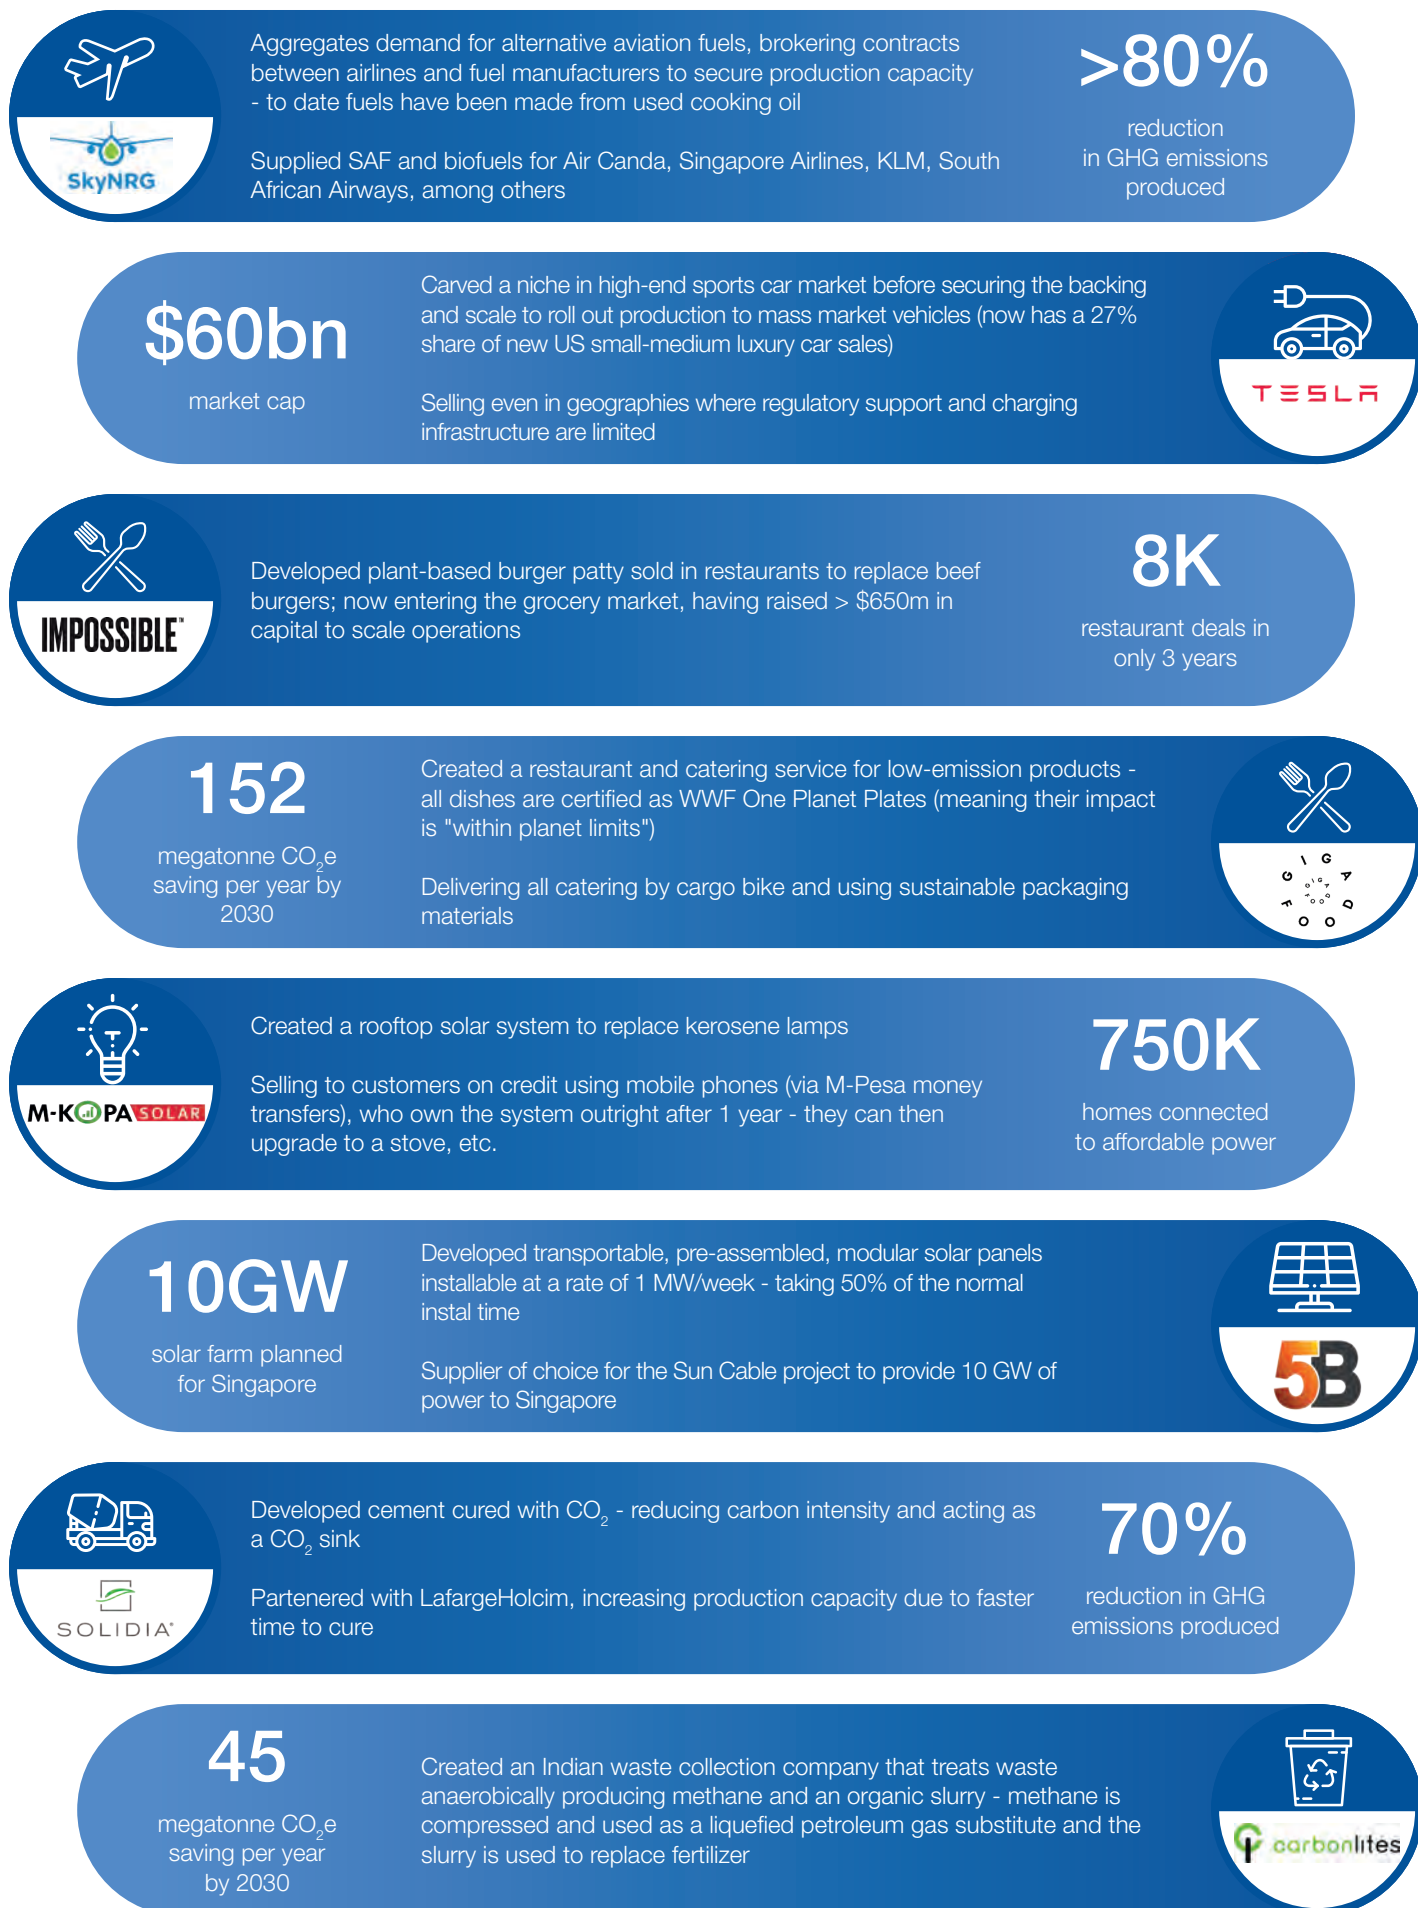 Aggregates demand for alternative aviation fuels, brokering contracts
between airlines and fuel manufacturers to secure production capacity
- to date fuels have been made from used cooking oil
Supplied SAF and biofuels for Air Canda, Singapore Airlines, KLM, South
African Airways, among others
SkyNRG
>80%
reduction
in GHG emissions
produced
$60bn
market cap
Carved a niche in high-end sports car market before securing the backing
and scale to roll out production to mass market vehicles (now has a 27%
share of new US small-medium luxury car sales)
Selling even in geographies where regulatory support and charging
infrastructure are limited
TESLA
IMPOSSIBLE™
Developed plant-based burger patty sold in restaurants to replace beef
burgers; now entering the grocery market, having raised > $650m in
capital to scale operations
8K
restaurant deals in
only 3 years
152
megatonne CO₂e
saving per year by
2030
Created a restaurant and catering service for low-emission products -
all dishes are certified as WWF One Planet Plates (meaning their impact
is "within planet limits")
Delivering all catering by cargo bike and using sustainable packaging
materials
GIGA FOOD
GIGA FOOD
M-KOPA SOLAR
Created a rooftop solar system to replace kerosene lamps
Selling to customers on credit using mobile phones (via M-Pesa money
transfers), who own the system outright after 1 year - they can then
upgrade to a stove, etc.
750K
homes connected
to affordable power
10GW
solar farm planned
for Singapore
Developed transportable, pre-assembled, modular solar panels
installable at a rate of 1 MW/week - taking 50% of the normal
instal time
Supplier of choice for the Sun Cable project to provide 10 GW of
power to Singapore
5B
SOLIDIA®
Developed cement cured with CO₂ - reducing carbon intensity and acting as
a CO₂ sink
Partenered with LafargeHolcim, increasing production capacity due to faster
time to cure
70%
reduction in GHG
emissions produced
45
megatonne CO₂e
saving per year
by 2030
Created an Indian waste collection company that treats waste
anaerobically producing methane and an organic slurry - methane is
compressed and used as a liquefied petroleum gas substitute and the
slurry is used to replace fertilizer
carbonlites